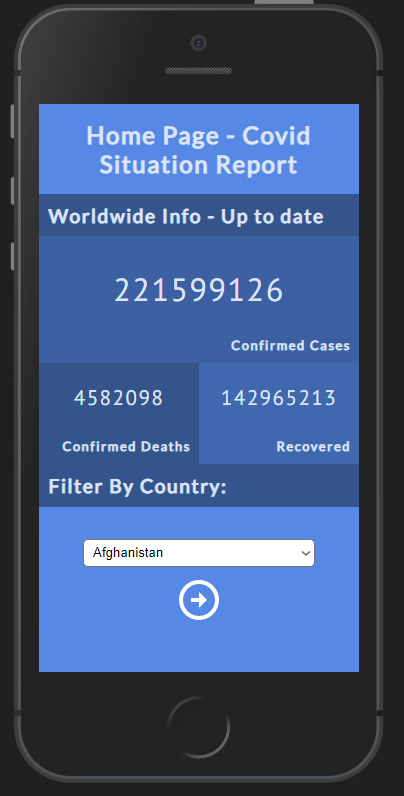 Home Page - Covid
Situation Report
Worldwide Info - Up to date
221599126
Confirmed Cases
4582098
142965213
Confirmed Deaths
Recovered
Filter By Country:
Afghanistan